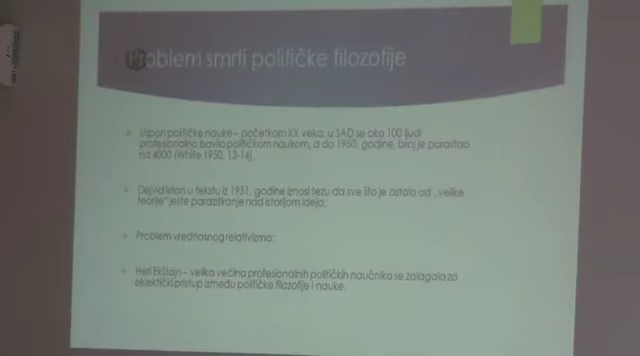 Problem smrti političke filozofije
Uspon političke nauke – početkom XX veka, u SAD se oko 100 ljudi
profesionalno bavilo političkom naukom, a do 1950. godine, broj je porastao
na 4000 (White 1950, 13-14).
Dejvid Iston u tekstu iz 1951. godine iznosi tezu da sve što je ostalo od „velike
teorije" jeste parazitiranje nad istorijom ideja;
Problem vrednosnog relativizma;
Heri Ekštajn – velika većina profesionalnih političkih naučnika se zalagala za
eklektički pristup između političke filozofije i nauke.